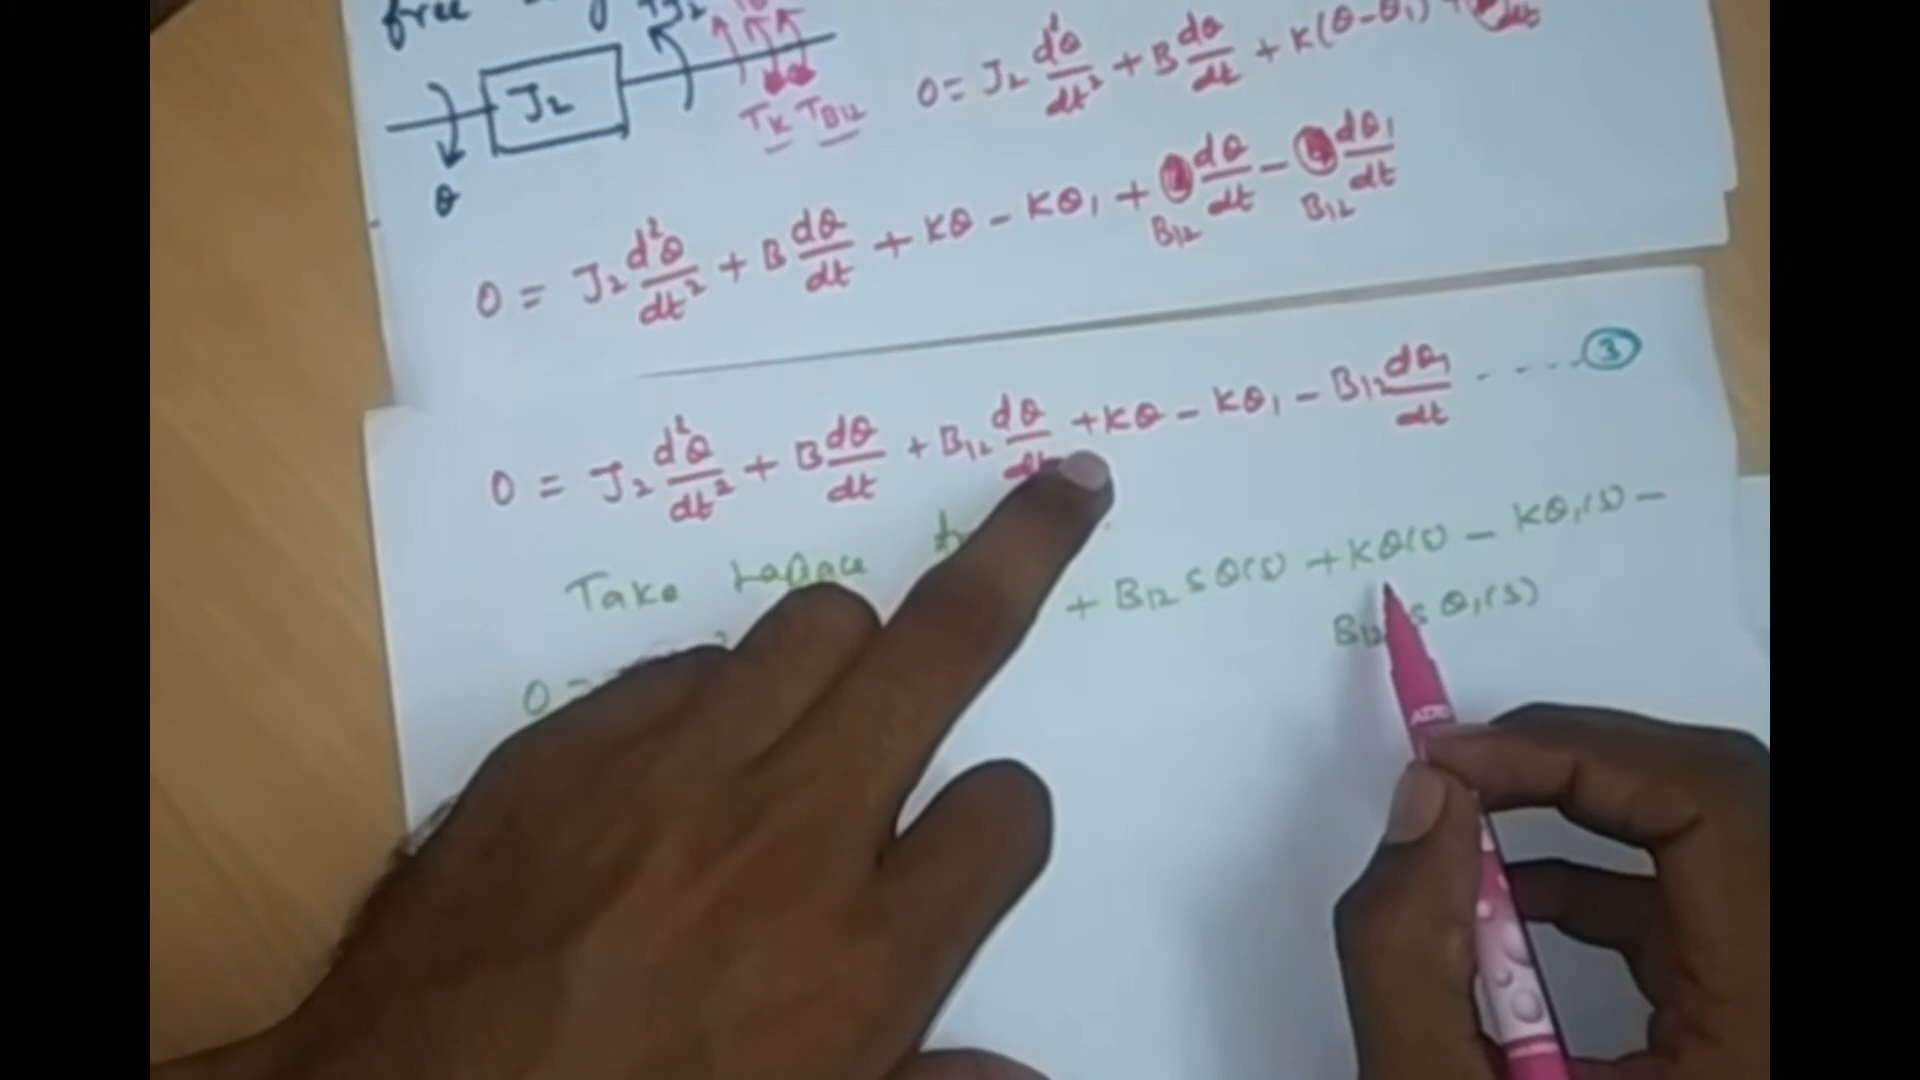 free
J₂
T_K T_B12
θ
0 = J₂ d²θ/dt² + B dθ/dt + K(θ-θ₁) +
0 = J₂ d²θ/dt² + B dθ/dt + Kθ - Kθ₁ + B₁₂ dθ/dt - B₁₂ dθ₁/dt
0 = J₂ d²θ/dt² + B dθ/dt + B₁₂ dθ/dt + Kθ - Kθ₁ - B₁₂ dθ₁/dt - - - - - ③
Take Laplace
0 = + B₁₂ s θ(s) + Kθ(s) - Kθ₁(s) -
B₁₂ s θ₁(s)